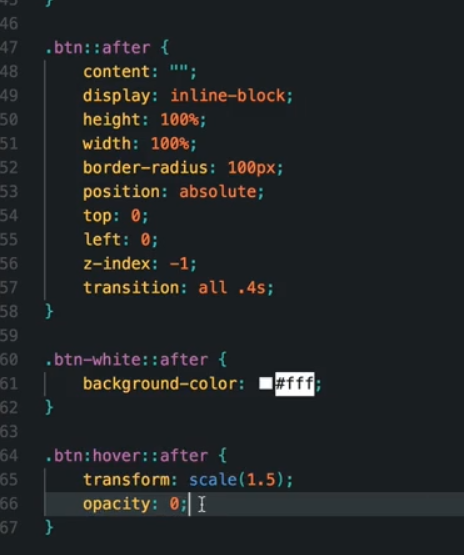 45 }
46
47 .btn::after {
48 content: "";
49 display: inline-block;
50 height: 100%;
51 width: 100%;
52 border-radius: 100px;
53 position: absolute;
54 top: 0;
55 left: 0;
56 z-index: -1;
57 transition: all .4s;
58 }
59
60 .btn-white::after {
61 background-color: #fff;
62 }
63
64 .btn:hover::after {
65 transform: scale(1.5);
66 opacity: 0;
67 }